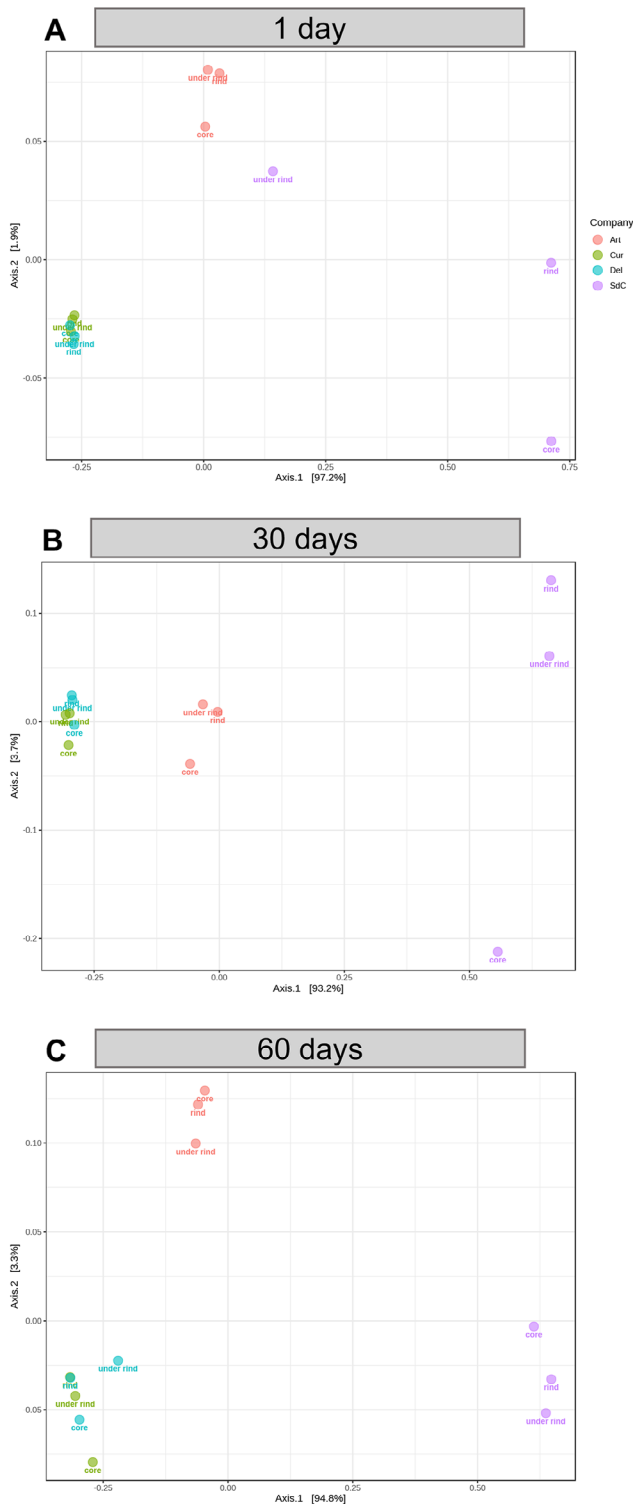 A
1 day
under rind
rind
core
under rind
rind
core
rind
under rind
core
core
under rind
rind
0.05
0.00
-0.05
Axis.2 [1.9%]
-0.25
0.00
0.25
0.50
0.75
Axis.1 [97.2%]
Company
Art
Cur
Del
SdC
B
30 days
rind
under rind
rind
under rind
under rind
rind
core
core
under rind
rind
core
core
0.1
0.0
-0.1
-0.2
Axis.2 [3.7%]
-0.25
0.00
0.25
0.50
Axis.1 [93.2%]
C
60 days
core
rind
under rind
core
rind
under rind
under rind
rind
rind
under rind
core
core
0.10
0.05
0.00
0.05
Axis.2 [3.3%]
-0.25
0.00
0.25
0.50
Axis.1 [94.8%]